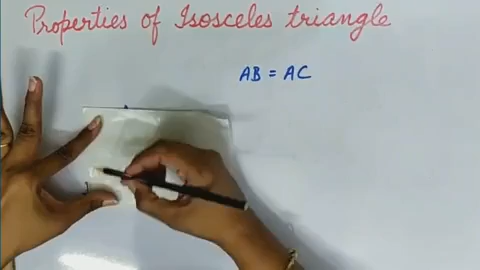 Properties of Isosceles triangle
AB = AC